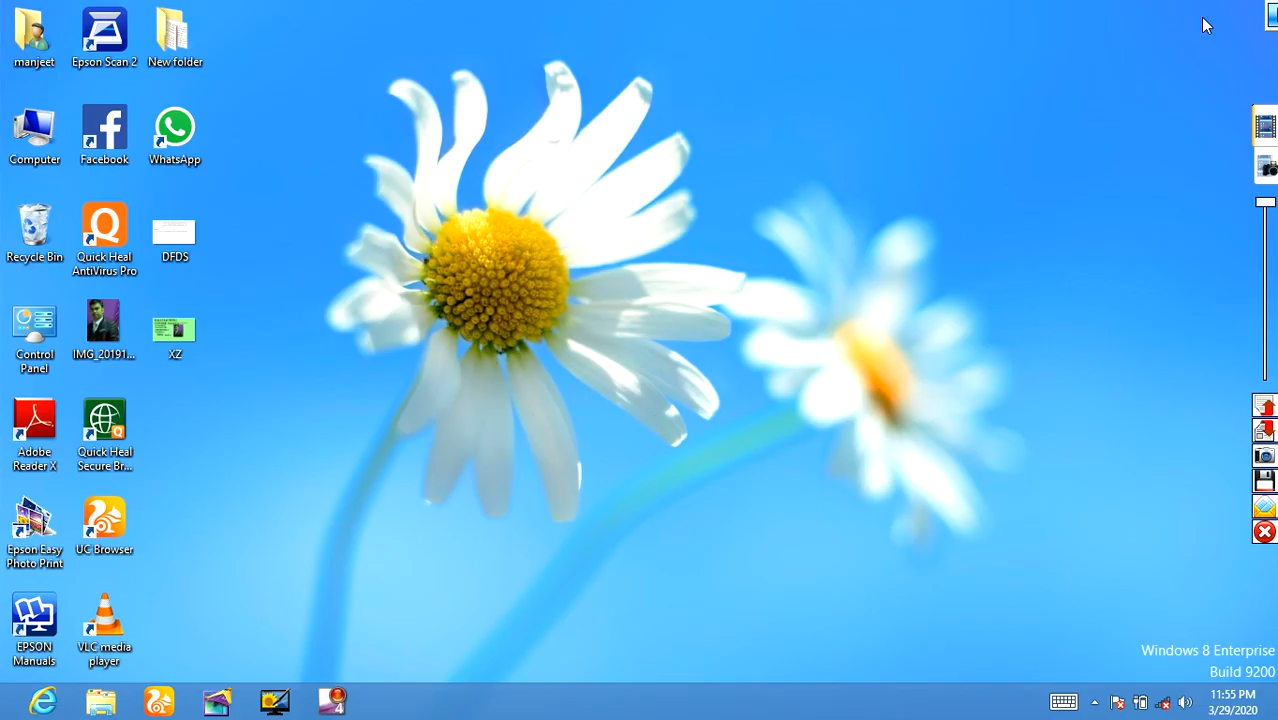 manjeet
Epson Scan 2
New folder
Computer
Facebook
WhatsApp
Recycle Bin
Quick Heal
AntiVirus Pro
DFDS
Control
Panel
IMG_20191...
XZ
Adobe
Reader X
Quick Heal
Secure Br...
Epson Easy
Photo Print
UC Browser
EPSON
Manuals
VLC media
player
Windows 8 Enterprise
Build 9200
4
11:55 PM
3/29/2020